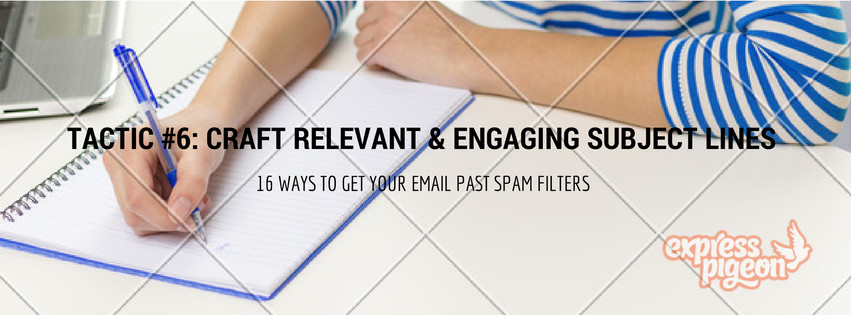 TACTIC #6: CRAFT RELEVANT & ENGAGING SUBJECT LINES
16 WAYS TO GET YOUR EMAIL PAST SPAM FILTERS
express
pigeon